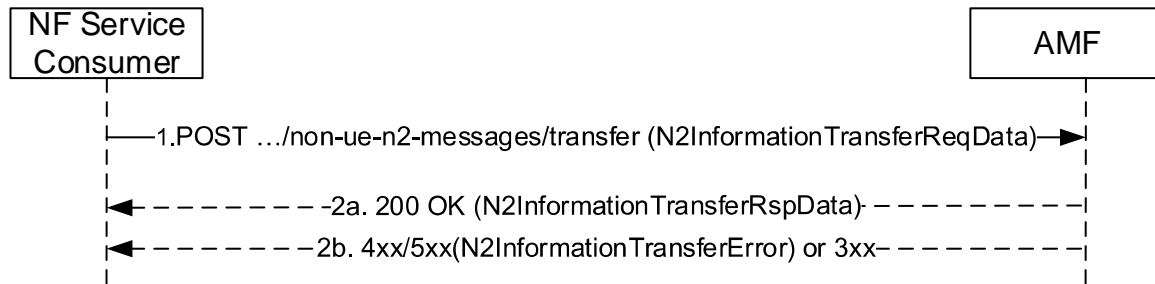 NF Service
Consumer
AMF
1.POST …/non-ue-n2-messages/transfer (N2InformationTransferReqData)
2a. 200 OK (N2InformationTransferRspData)
2b. 4xx/5xx(N2InformationTransferError) or 3xx